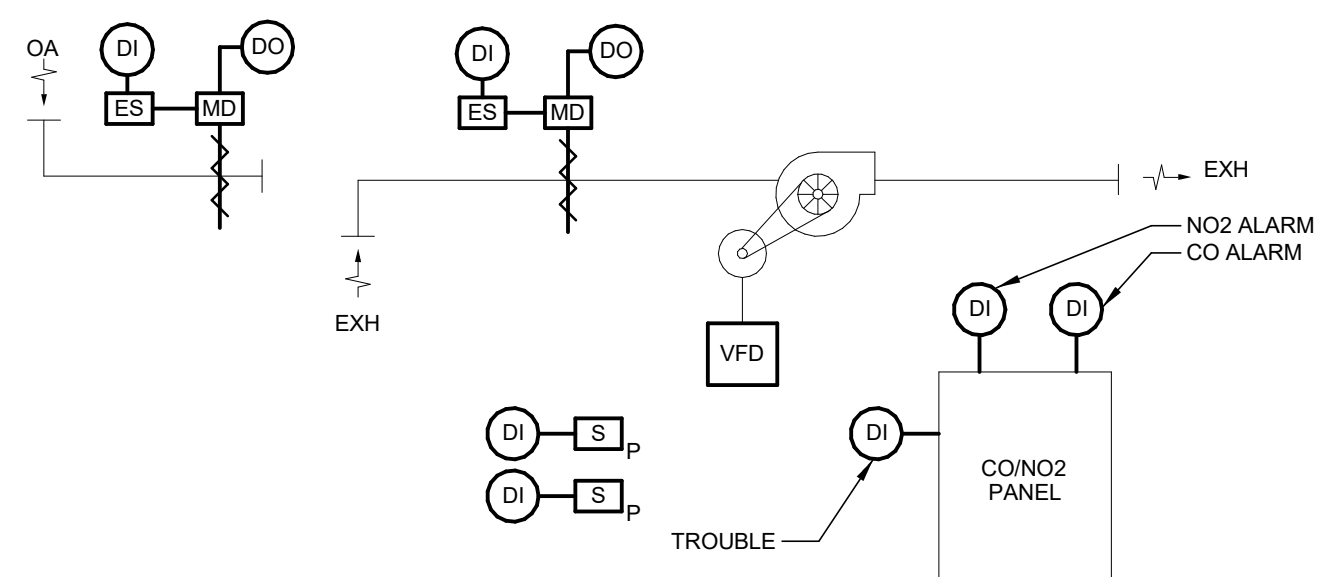 OA
DI
DO
ES
MD
DI
DO
ES
MD
EXH
EXH
NO2 ALARM
CO ALARM
DI
DI
VFD
DI
S
P
DI
S
P
DI
CO/NO2
PANEL
TROUBLE